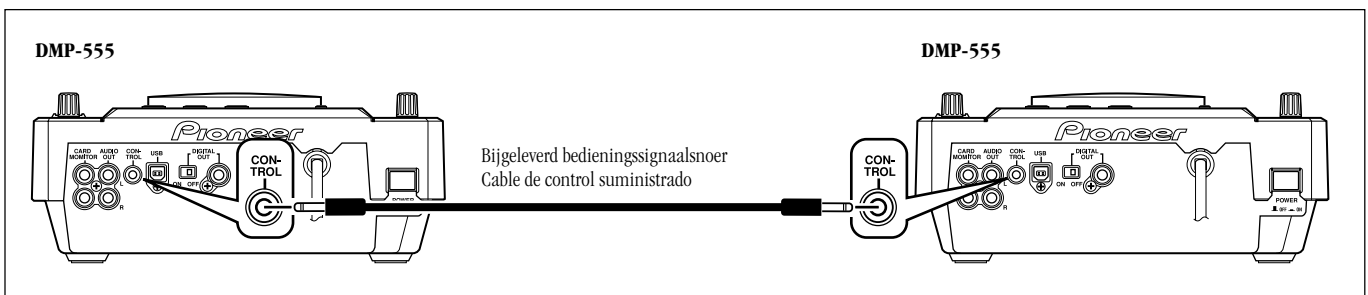 DMP-555
DMP-555
Pioneer
CARD MONITOR
AUDIO OUT
CON-TROL
USB
DIGITAL OUT
L
R
ON OFF
CON-
TROL
Bijgeleverd bedieningssignaalsnoer
Cable de control suministrado
CON-
TROL
Pioneer
CARD MONITOR
AUDIO OUT
CON-TROL
USB
DIGITAL OUT
L
R
ON OFF
POWER
OFF ON